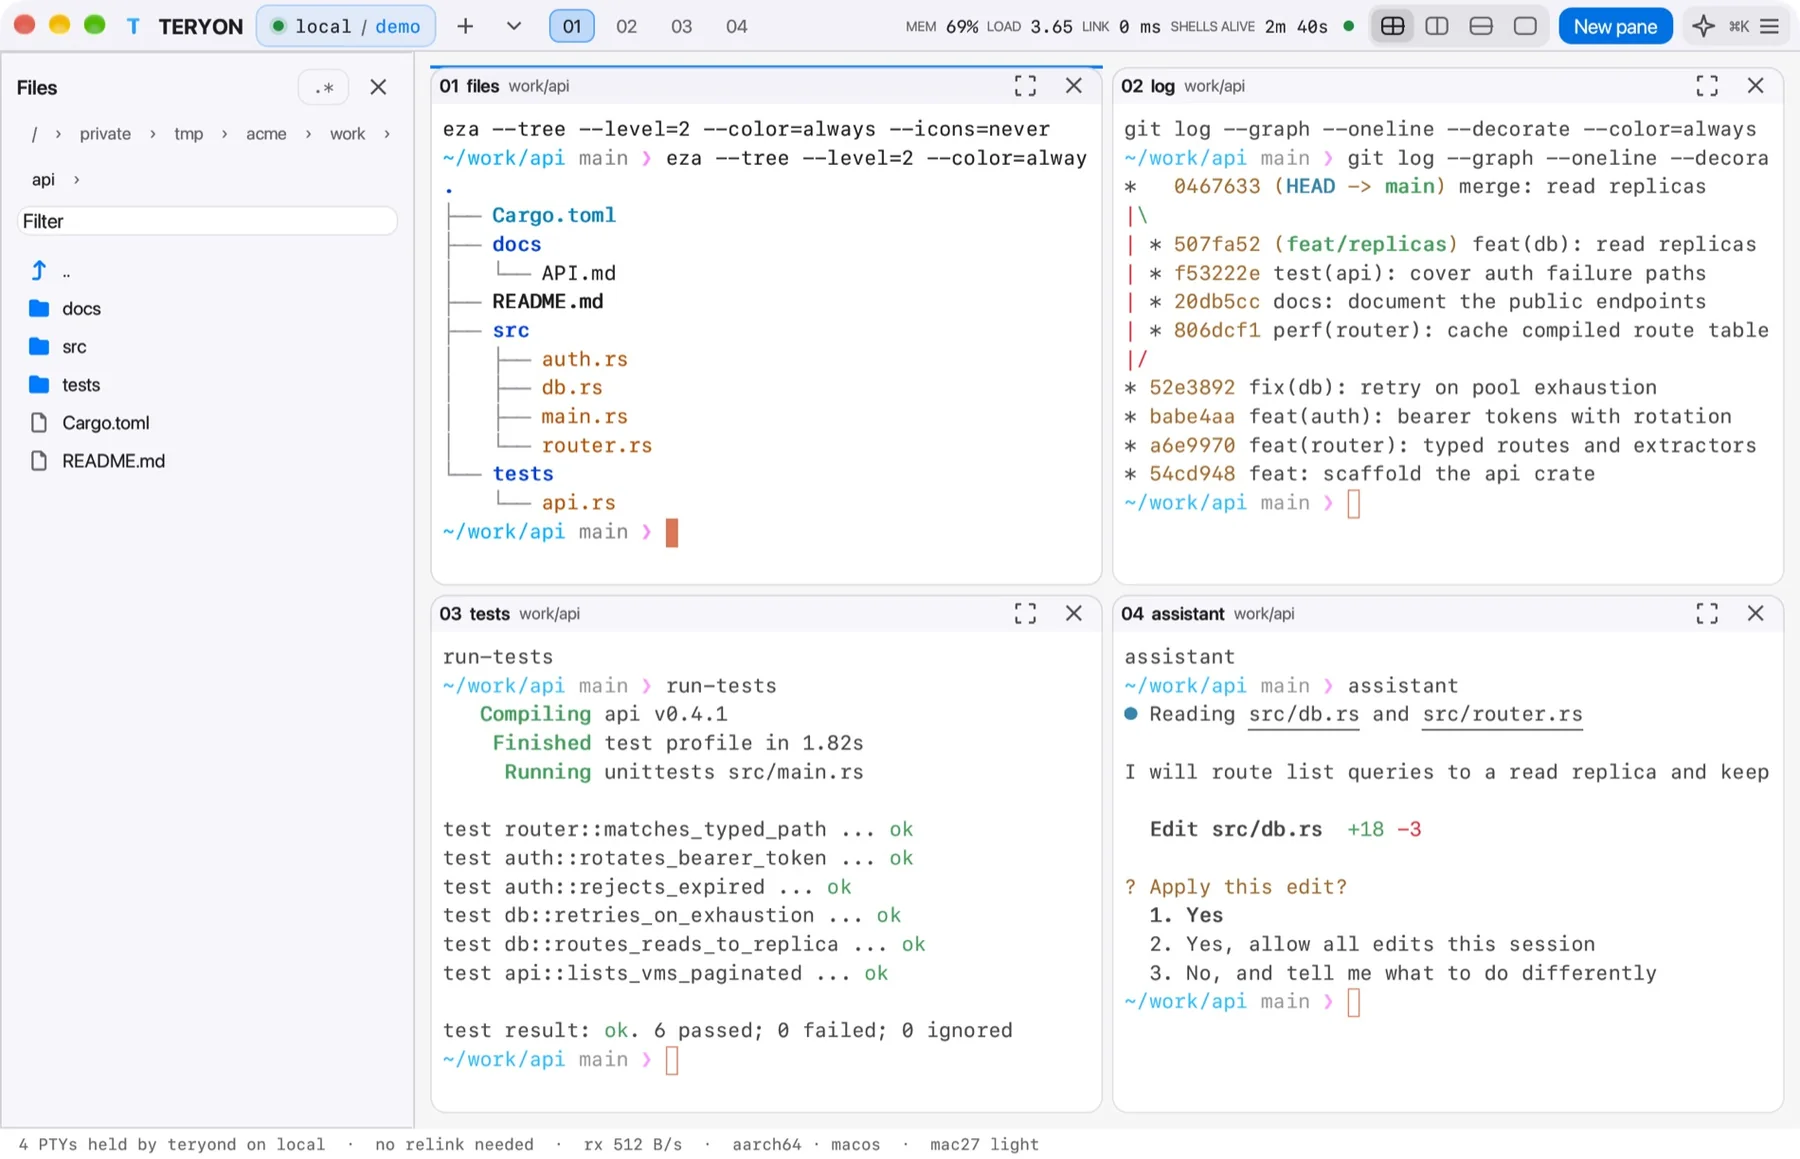 T TERYON local / demo + 01 02 03 04 MEM 69% LOAD 3.65 LINK 0 ms SHELLS ALIVE 2m 40s New pane ⌘K
Files .*
/ › private › tmp › acme › work ›
api ›
Filter
..
docs
src
tests
Cargo.toml
README.md
01 files work/api
eza --tree --level=2 --color=always --icons=never
~/work/api main ❯ eza --tree --level=2 --color=alway
.
├── Cargo.toml
├── docs
│   └── API.md
├── README.md
├── src
│   ├── auth.rs
│   ├── db.rs
│   ├── main.rs
│   └── router.rs
└── tests
    └── api.rs
~/work/api main ❯
02 log work/api
git log --graph --oneline --decorate --color=always
~/work/api main ❯ git log --graph --oneline --decora
*   0467633 (HEAD -> main) merge: read replicas
|\
| * 507fa52 (feat/replicas) feat(db): read replicas
| * f53222e test(api): cover auth failure paths
| * 20db5cc docs: document the public endpoints
| * 806dcf1 perf(router): cache compiled route table
|/
* 52e3892 fix(db): retry on pool exhaustion
* babe4aa feat(auth): bearer tokens with rotation
* a6e9970 feat(router): typed routes and extractors
* 54cd948 feat: scaffold the api crate
~/work/api main ❯
03 tests work/api
run-tests
~/work/api main ❯ run-tests
Compiling api v0.4.1
Finished test profile in 1.82s
Running unittests src/main.rs
test router::matches_typed_path ... ok
test auth::rotates_bearer_token ... ok
test auth::rejects_expired ... ok
test db::retries_on_exhaustion ... ok
test db::routes_reads_to_replica ... ok
test api::lists_vms_paginated ... ok
test result: ok. 6 passed; 0 failed; 0 ignored
~/work/api main ❯
04 assistant work/api
assistant
~/work/api main ❯ assistant
● Reading src/db.rs and src/router.rs
I will route list queries to a read replica and keep
Edit src/db.rs +18 -3
? Apply this edit?
1. Yes
2. Yes, allow all edits this session
3. No, and tell me what to do differently
~/work/api main ❯
4 PTYs held by teryond on local · no relink needed · rx 512 B/s · aarch64 · macos · mac27 light